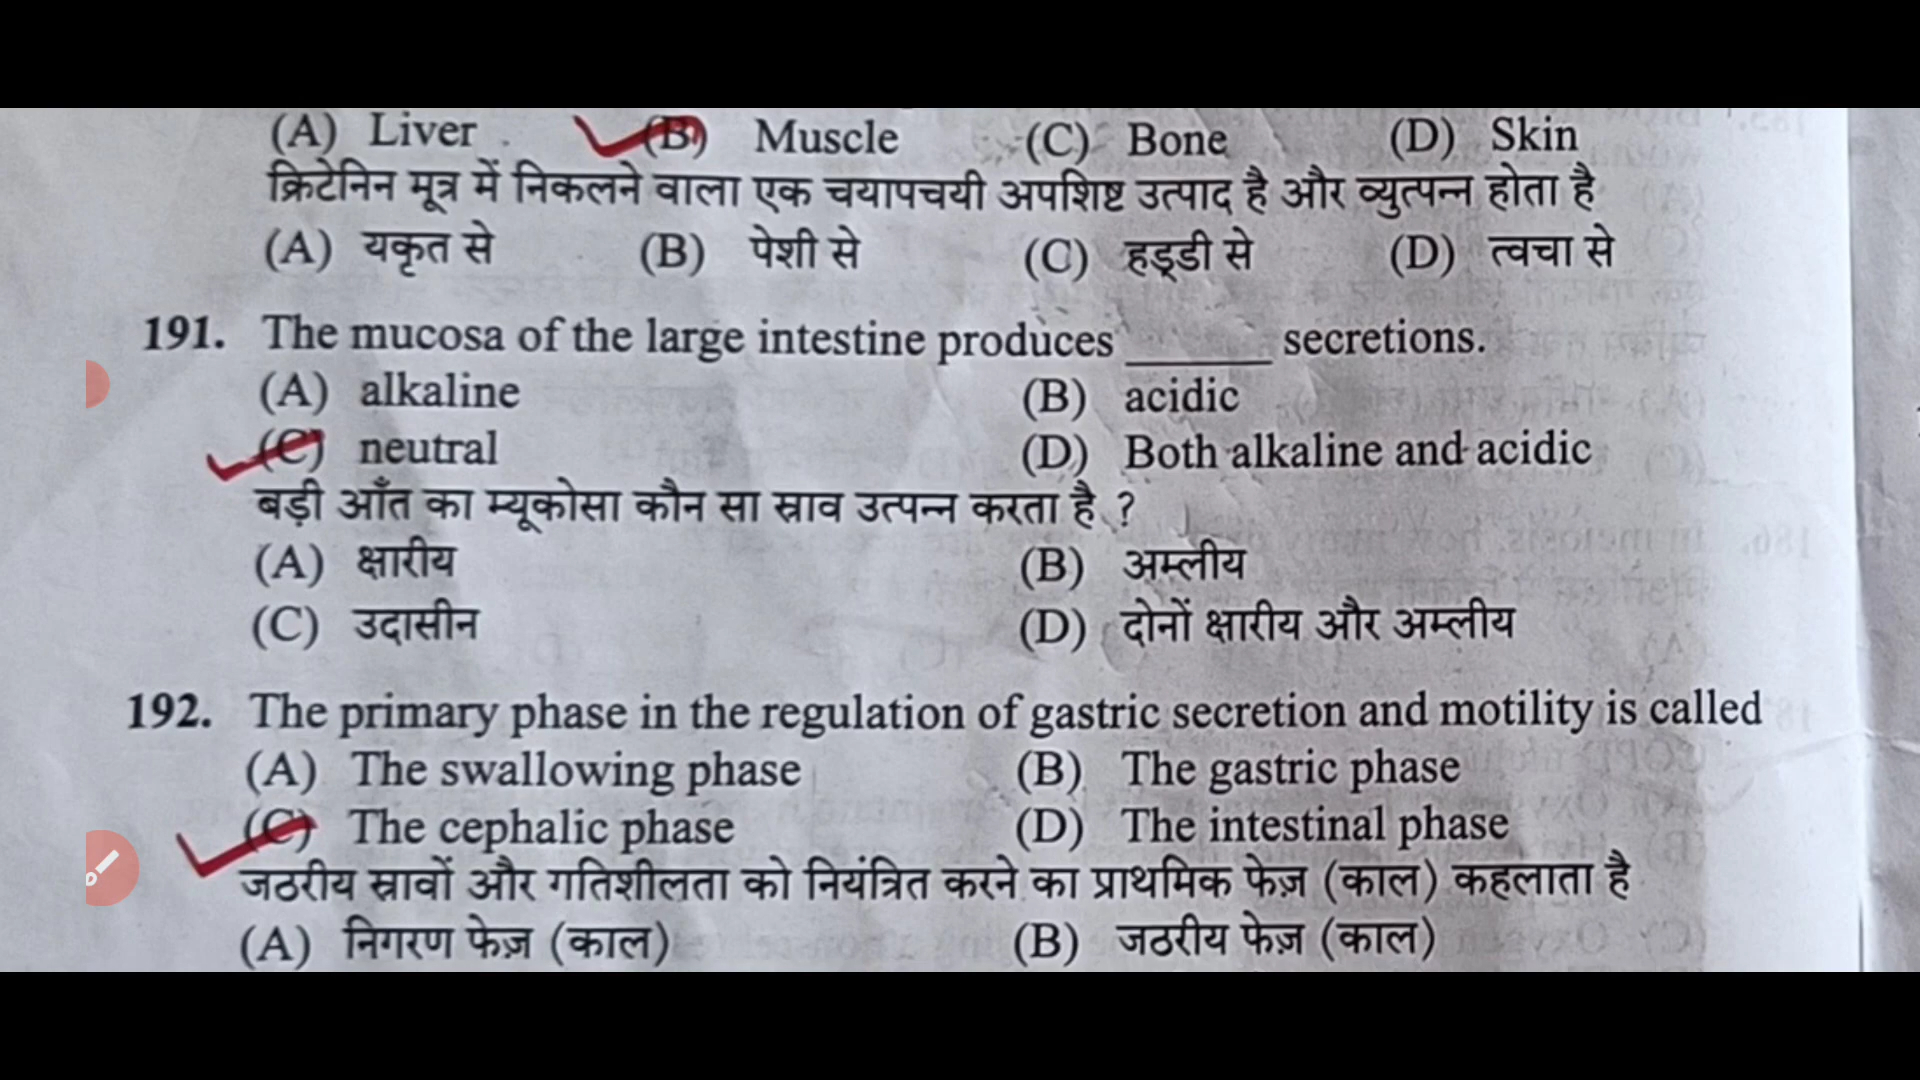 (A) Liver (B) Muscle (C) Bone (D) Skin
क्रिटेनिन मूत्र में निकलने वाला एक चयापचयी अपशिष्ट उत्पाद है और व्युत्पन्न होता है
(A) यकृत से (B) पेशी से (C) हड्डी से (D) त्वचा से
191. The mucosa of the large intestine produces ______ secretions.
(A) alkaline (B) acidic
(C) neutral (D) Both alkaline and acidic
बड़ी आँत का म्यूकोसा कौन सा स्राव उत्पन्न करता है ?
(A) क्षारीय (B) अम्लीय
(C) उदासीन (D) दोनों क्षारीय और अम्लीय
192. The primary phase in the regulation of gastric secretion and motility is called
(A) The swallowing phase (B) The gastric phase
(C) The cephalic phase (D) The intestinal phase
जठरीय स्रावों और गतिशीलता को नियंत्रित करने का प्राथमिक फेज़ (काल) कहलाता है
(A) निगरण फेज़ (काल) (B) जठरीय फेज़ (काल)